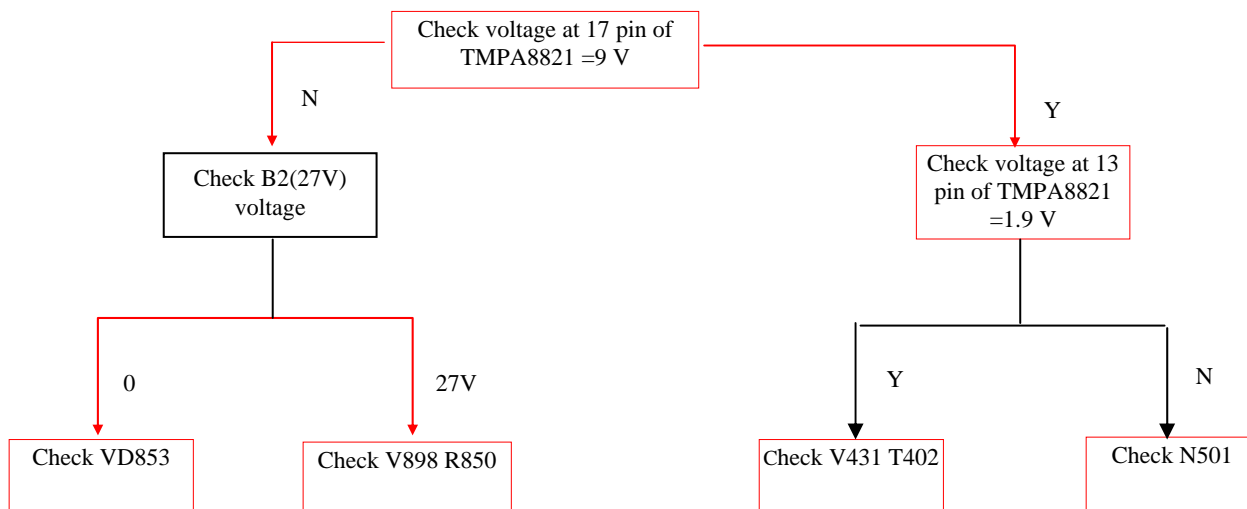 Check voltage at 17 pin of
TMPA8821 =9 V
N
Y
Check B2(27V)
voltage
Check voltage at 13
pin of TMPA8821
=1.9 V
0
27V
Y
N
Check VD853
Check V898 R850
Check V431 T402
Check N501